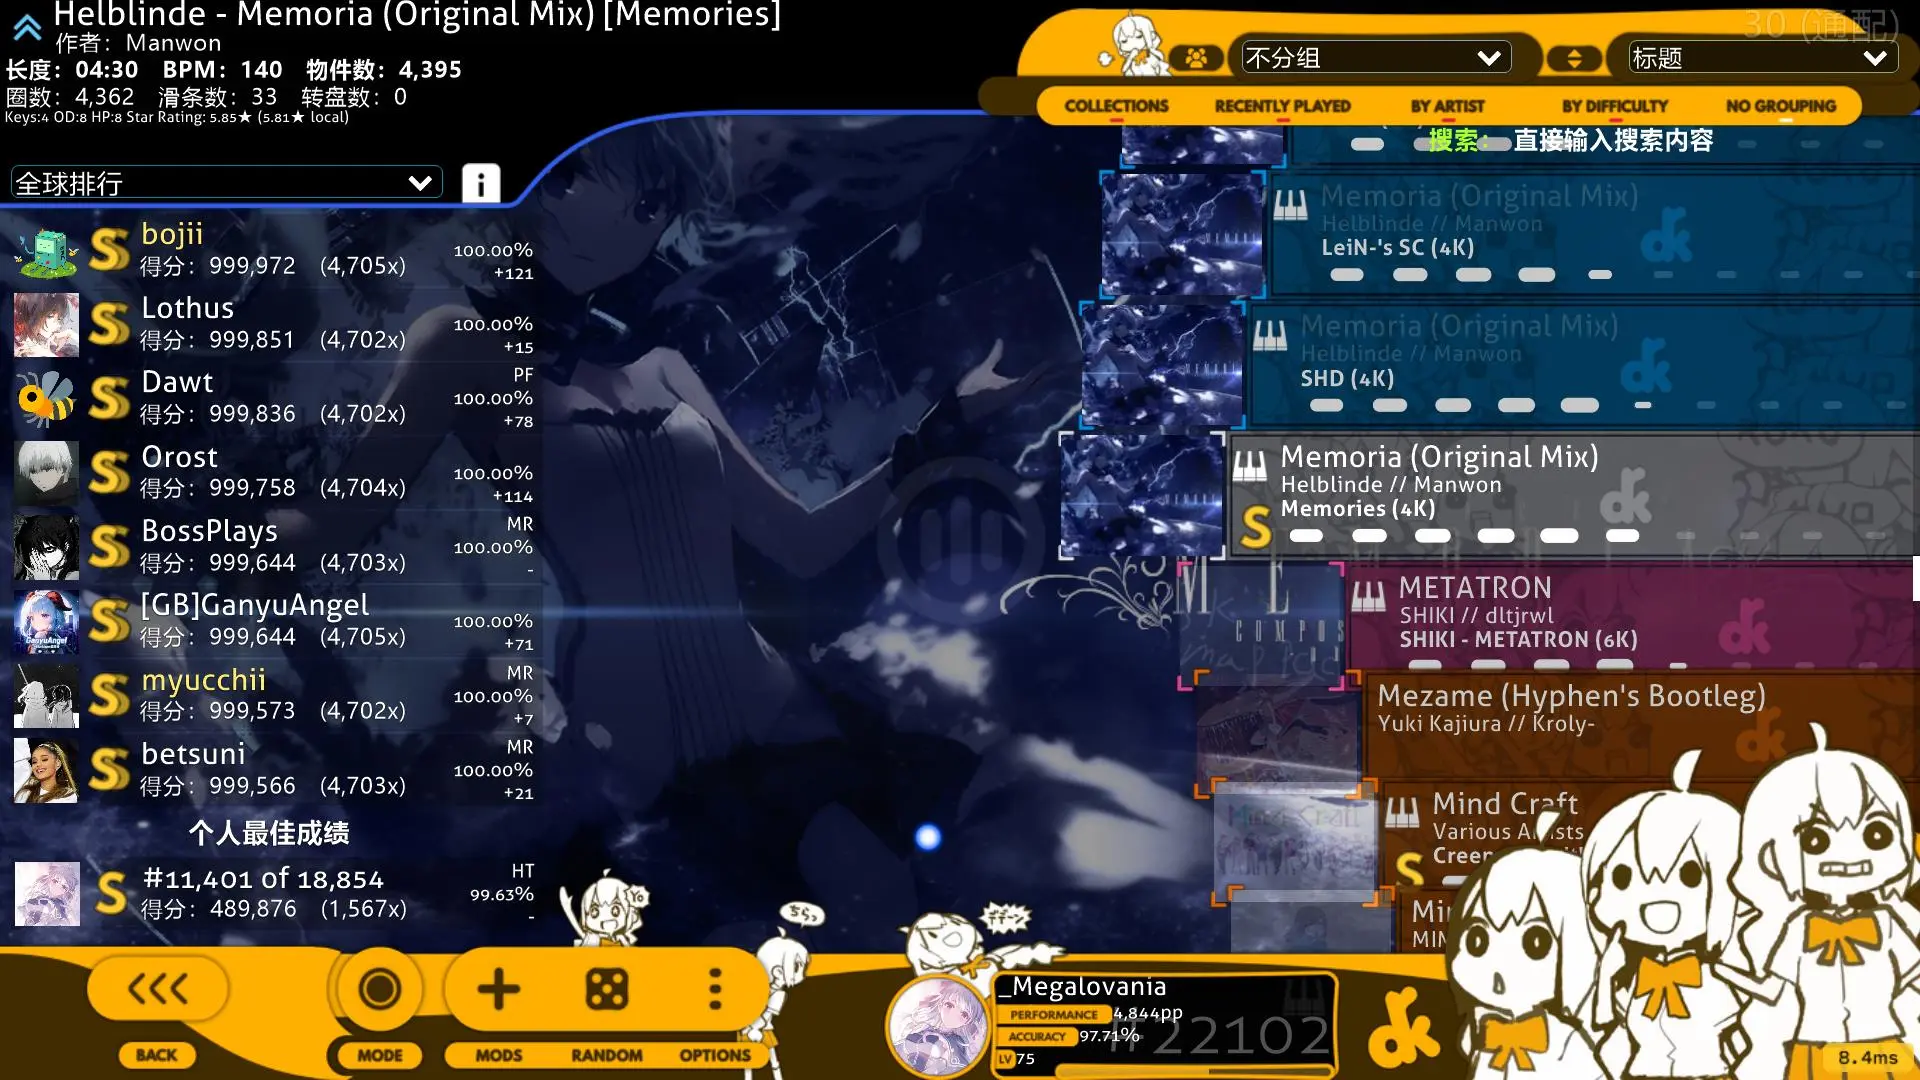 Helblinde - Memoria (Original Mix) [Memories]
作者： Manwon
长度： 04:30 BPM： 140 物件数： 4,395
圈数： 4,362 滑条数： 33 转盘数： 0
Keys:4 OD:8 HP:8 Star Rating: 5.85★ (5.81★ local)
30 (通配)
不分组
标题
COLLECTIONS
RECENTLY PLAYED
BY ARTIST
BY DIFFICULTY
NO GROUPING
搜索： 直接输入搜索内容
全球排行
i
bojii
得分： 999,972 (4,705x)
100.00%
+121
Lothus
得分： 999,851 (4,702x)
100.00%
+15
Dawt
得分： 999,836 (4,702x)
PF
100.00%
+78
Orost
得分： 999,758 (4,704x)
100.00%
+114
BossPlays
得分： 999,644 (4,703x)
MR
100.00%
-
[GB]GanyuAngel
得分： 999,644 (4,705x)
100.00%
+71
myucchii
得分： 999,573 (4,702x)
MR
100.00%
+7
betsuni
得分： 999,566 (4,703x)
MR
100.00%
+21
个人最佳成绩
#11,401 of 18,854
得分： 489,876 (1,567x)
HT
99.63%
-
Memoria (Original Mix)
Helblinde // Manwon
LeiN-'s SC (4K)
Memoria (Original Mix)
Helblinde // Manwon
SHD (4K)
Memoria (Original Mix)
Helblinde // Manwon
Memories (4K)
METATRON
SHIKI // dltjrwl
SHIKI - METATRON (6K)
Mezame (Hyphen's Bootleg)
Yuki Kajiura // Kroly-
Mind Craft
Various Artists
BACK
MODE
MODS
RANDOM
OPTIONS
_Megalovania
PERFORMANCE 4,844pp
ACCURACY 97.71%
LV 75
#22102
8.4ms